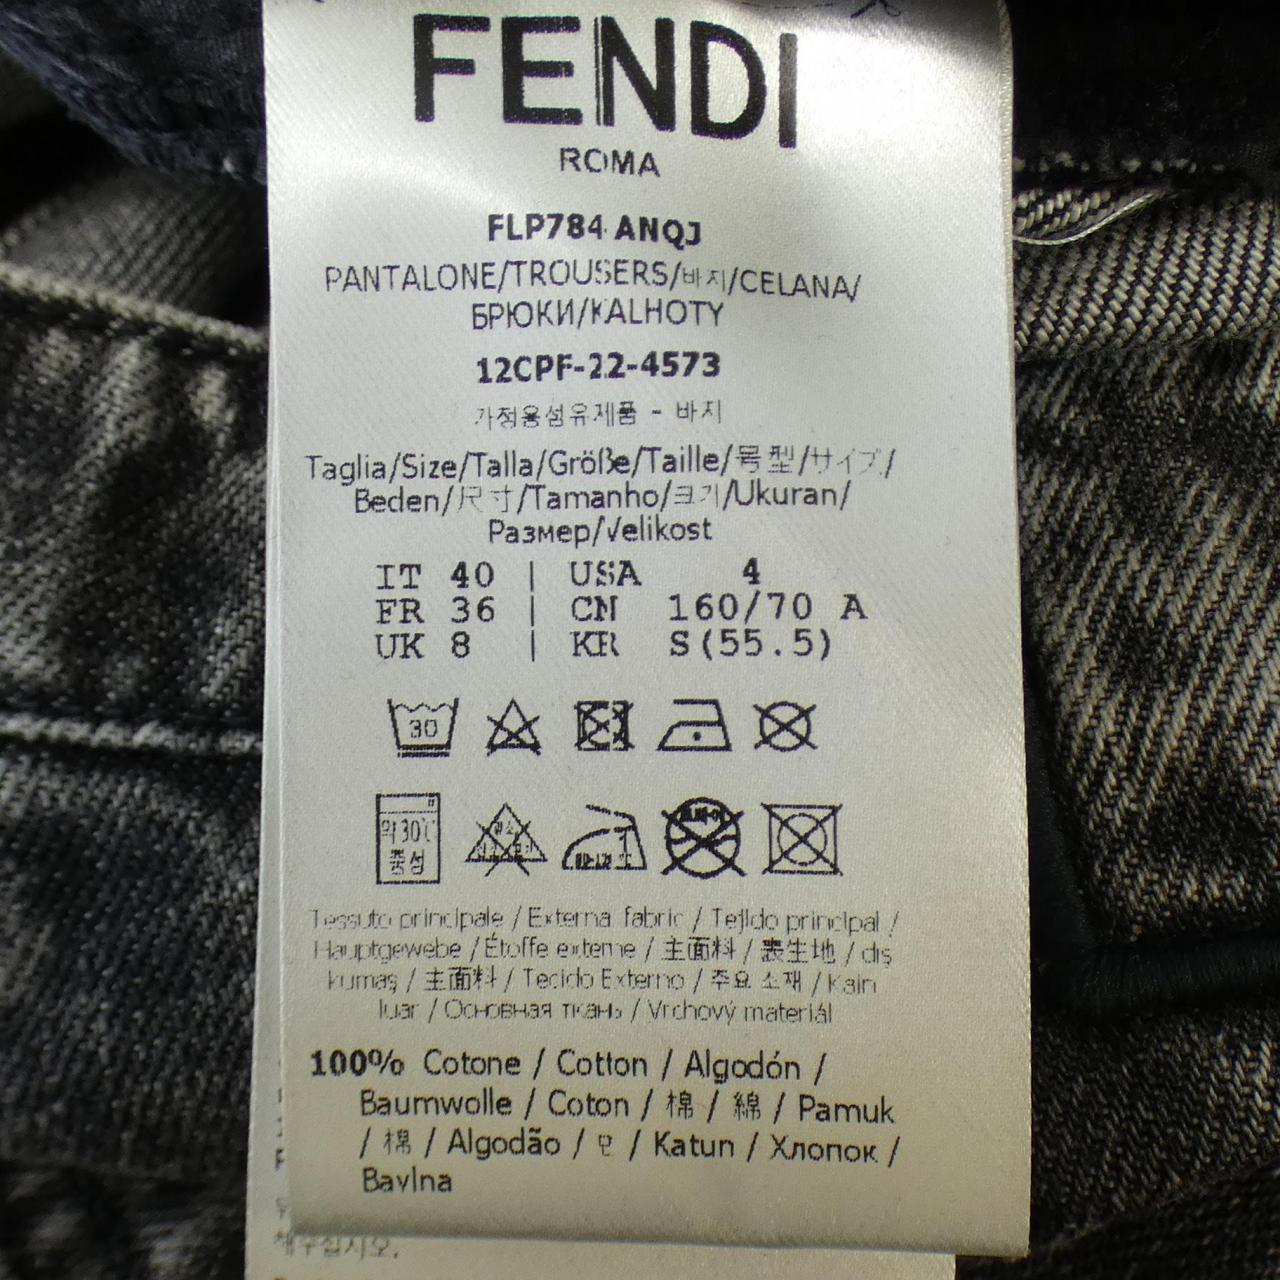 FENDI
ROMA
FLP784 ANQJ
PANTALONE/TROUSERS/바지/CELANA/
БРЮКИ/KALHOTY
12CPF-22-4573
가정용섬유제품 - 바지
Taglia/Size/Talla/Größe/Taille/号型/サイズ/
Beden/尺寸/Tamanho/크기/Ukuran/
Размер/Velikost
IT 40 | USA 4
FR 36 | CN 160/70 A
UK 8 | KR S(55.5)
30
약30℃
중성
Tessuto principale / External fabric / Tejido principal /
Hauptgewebe / Étoffe externe / 主面料 / 表生地 / dış
kumaş / 主面料 / Tecido Externo / 주요 소재 / Kain
luar / Основная ткань / Vrchový materiál
100% Cotone / Cotton / Algodón /
Baumwolle / Coton / 棉 / 綿 / Pamuk
/ 棉 / Algodão / 면 / Katun / Хлопок /
Bavlna